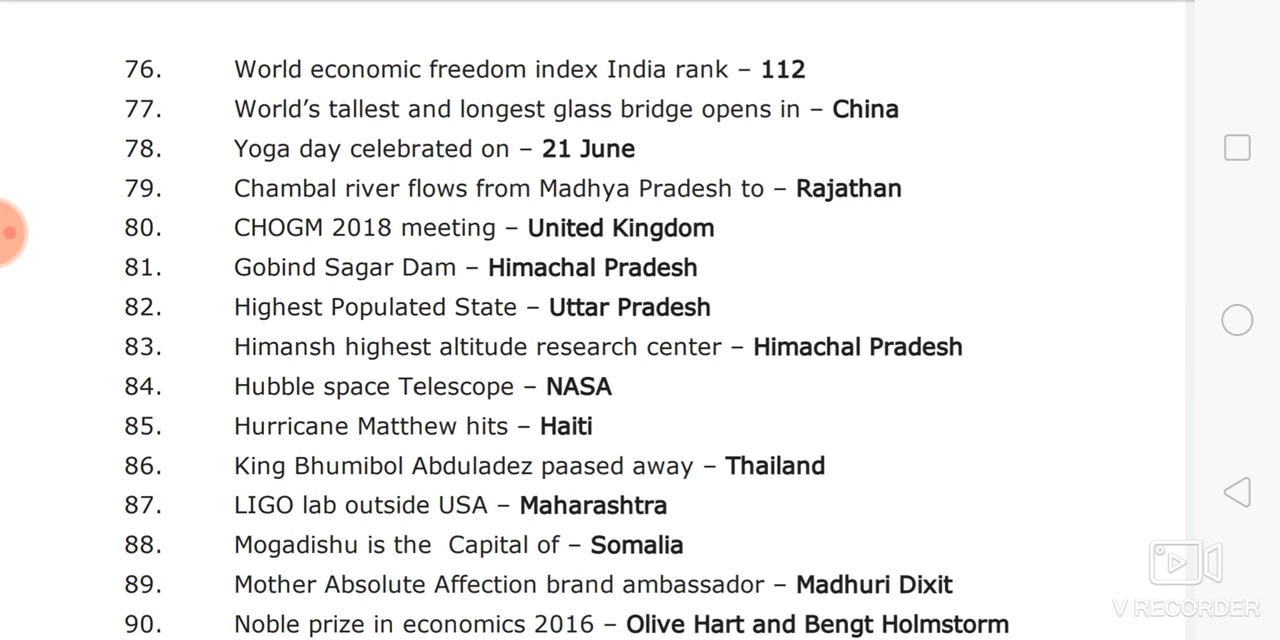 76. World economic freedom index India rank – 112
77. World's tallest and longest glass bridge opens in – China
78. Yoga day celebrated on – 21 June
79. Chambal river flows from Madhya Pradesh to – Rajathan
80. CHOGM 2018 meeting – United Kingdom
81. Gobind Sagar Dam – Himachal Pradesh
82. Highest Populated State – Uttar Pradesh
83. Himansh highest altitude research center – Himachal Pradesh
84. Hubble space Telescope – NASA
85. Hurricane Matthew hits – Haiti
86. King Bhumibol Abduladez paased away – Thailand
87. LIGO lab outside USA – Maharashtra
88. Mogadishu is the  Capital of – Somalia
89. Mother Absolute Affection brand ambassador – Madhuri Dixit
90. Noble prize in economics 2016 – Olive Hart and Bengt Holmstorm
V RECORDER